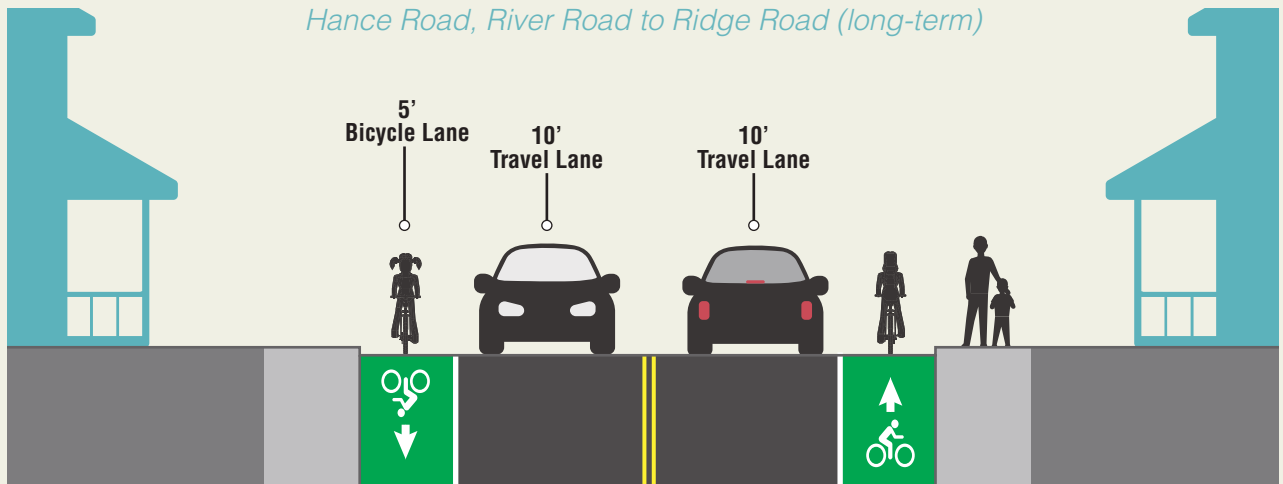 Hance Road, River Road to Ridge Road (long-term)
5’
Bicycle Lane
10’
Travel Lane
10’
Travel Lane